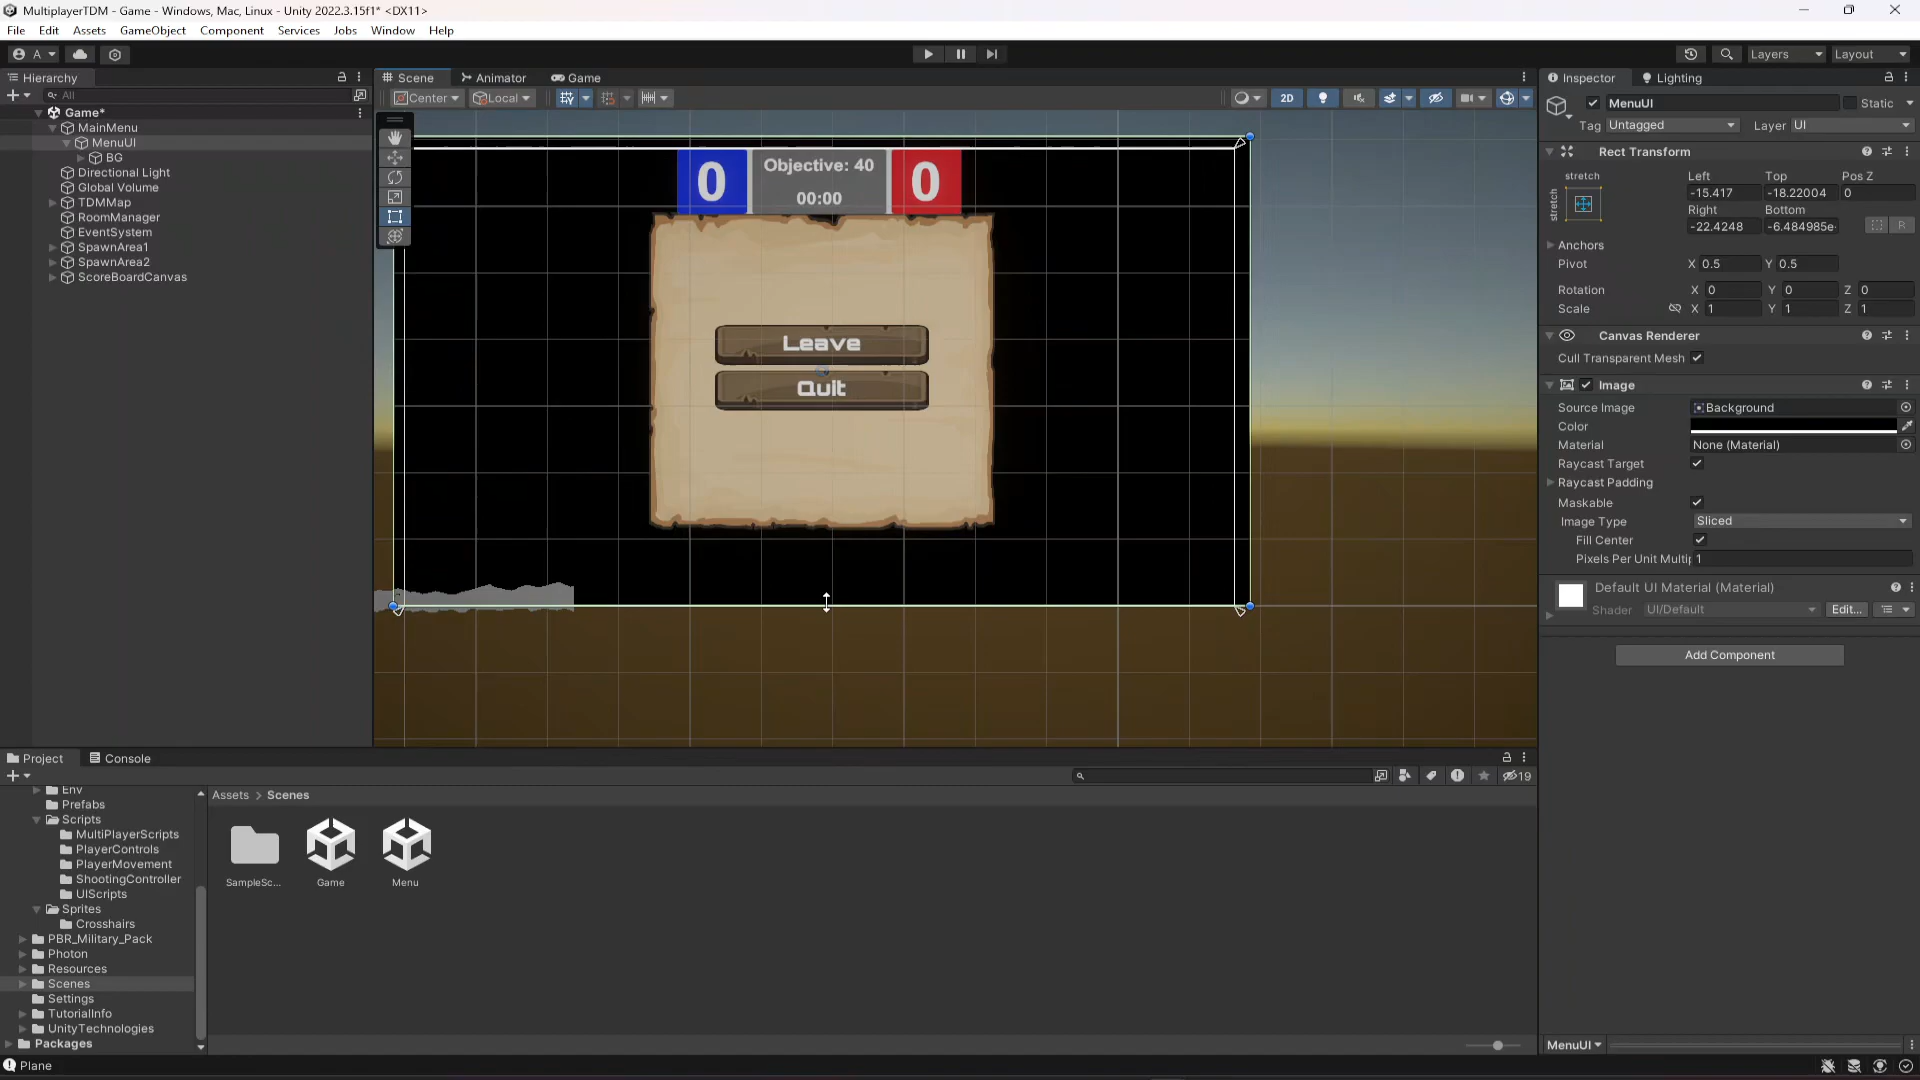 MultiplayerTDM - Game - Windows, Mac, Linux - Unity 2022.3.15f1* <DX11>
File Edit Assets GameObject Component Services Jobs Window Help
A
Layers Layout
Hierarchy
Scene Animator Game
Inspector Lighting
All
Center Local
2D
Game*
MainMenu
MenuUI
BG
Directional Light
Global Volume
TDMMap
RoomManager
EventSystem
SpawnArea1
SpawnArea2
ScoreBoardCanvas
0
Objective: 40
00:00
0
Leave
Quit
MenuUI Static
Tag Untagged Layer UI
Rect Transform
stretch
stretch
Left Top Pos Z
-15.417 -18.22004 0
Right Bottom
-22.4248 -6.484985e-
R
Anchors
Pivot X 0.5 Y 0.5
Rotation X 0 Y 0 Z 0
Scale X 1 Y 1 Z 1
Canvas Renderer
Cull Transparent Mesh
Image
Source Image Background
Color
Material None (Material)
Raycast Target
Raycast Padding
Maskable
Image Type Sliced
Fill Center
Pixels Per Unit Multip 1
Default UI Material (Material)
Shader UI/Default Edit...
Add Component
MenuUI
Project Console
19
Env
Prefabs
Scripts
MultiPlayerScripts
PlayerControls
PlayerMovement
ShootingController
UIScripts
Sprites
Crosshairs
PBR_Military_Pack
Photon
Resources
Scenes
Settings
TutorialInfo
UnityTechnologies
Packages
Assets > Scenes
SampleSc... Game Menu
Plane